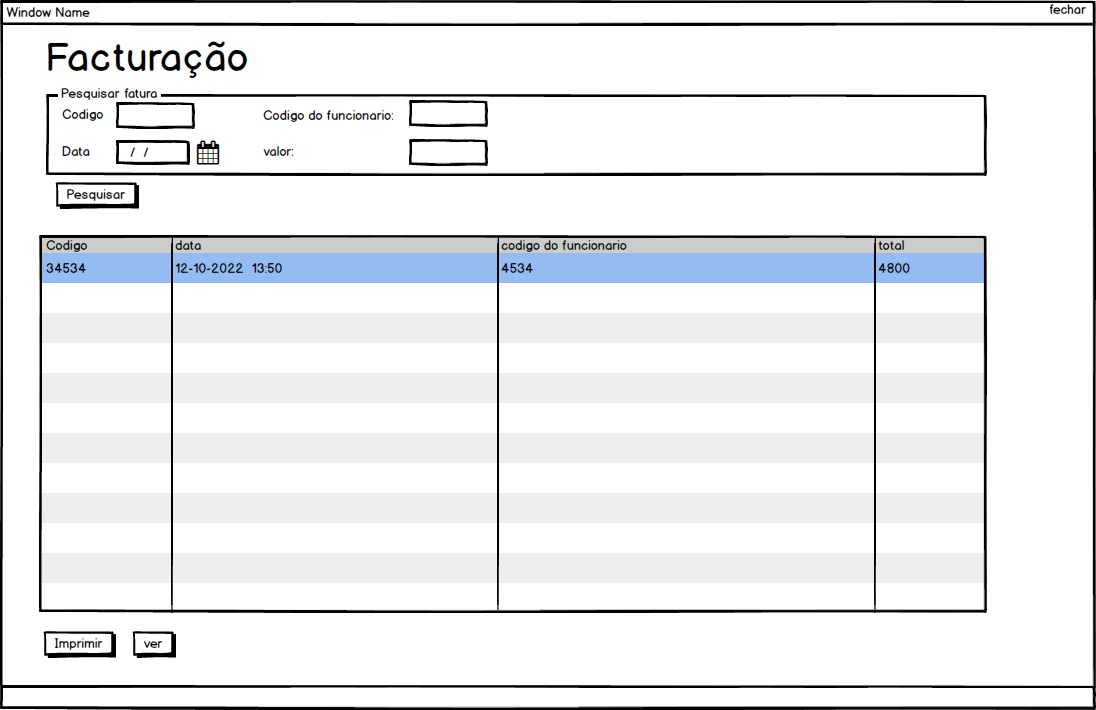 Window Name
fechar
Facturação
Pesquisar fatura
Codigo
Codigo do funcionario:
Data
/ /
valor:
Pesquisar
Codigo data codigo do funcionario total
34534 12-10-2022 13:50 4534 4800
Imprimir ver